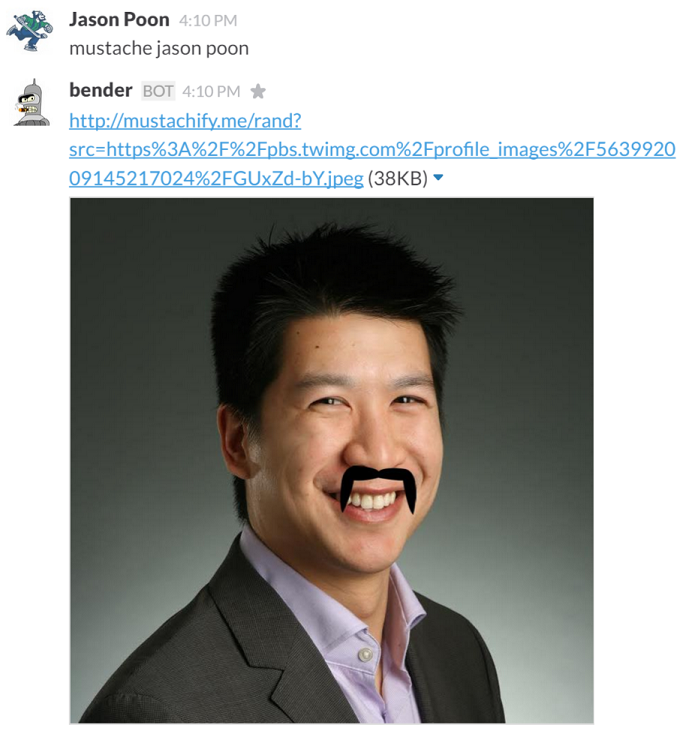 Jason Poon 4:10 PM
mustache jason poon
bender BOT 4:10 PM
http://mustachify.me/rand?
src=https%3A%2F%2Fpbs.twimg.com%2Fprofile_images%2F5639920
09145217024%2FGUxZd-bY.jpeg (38KB)